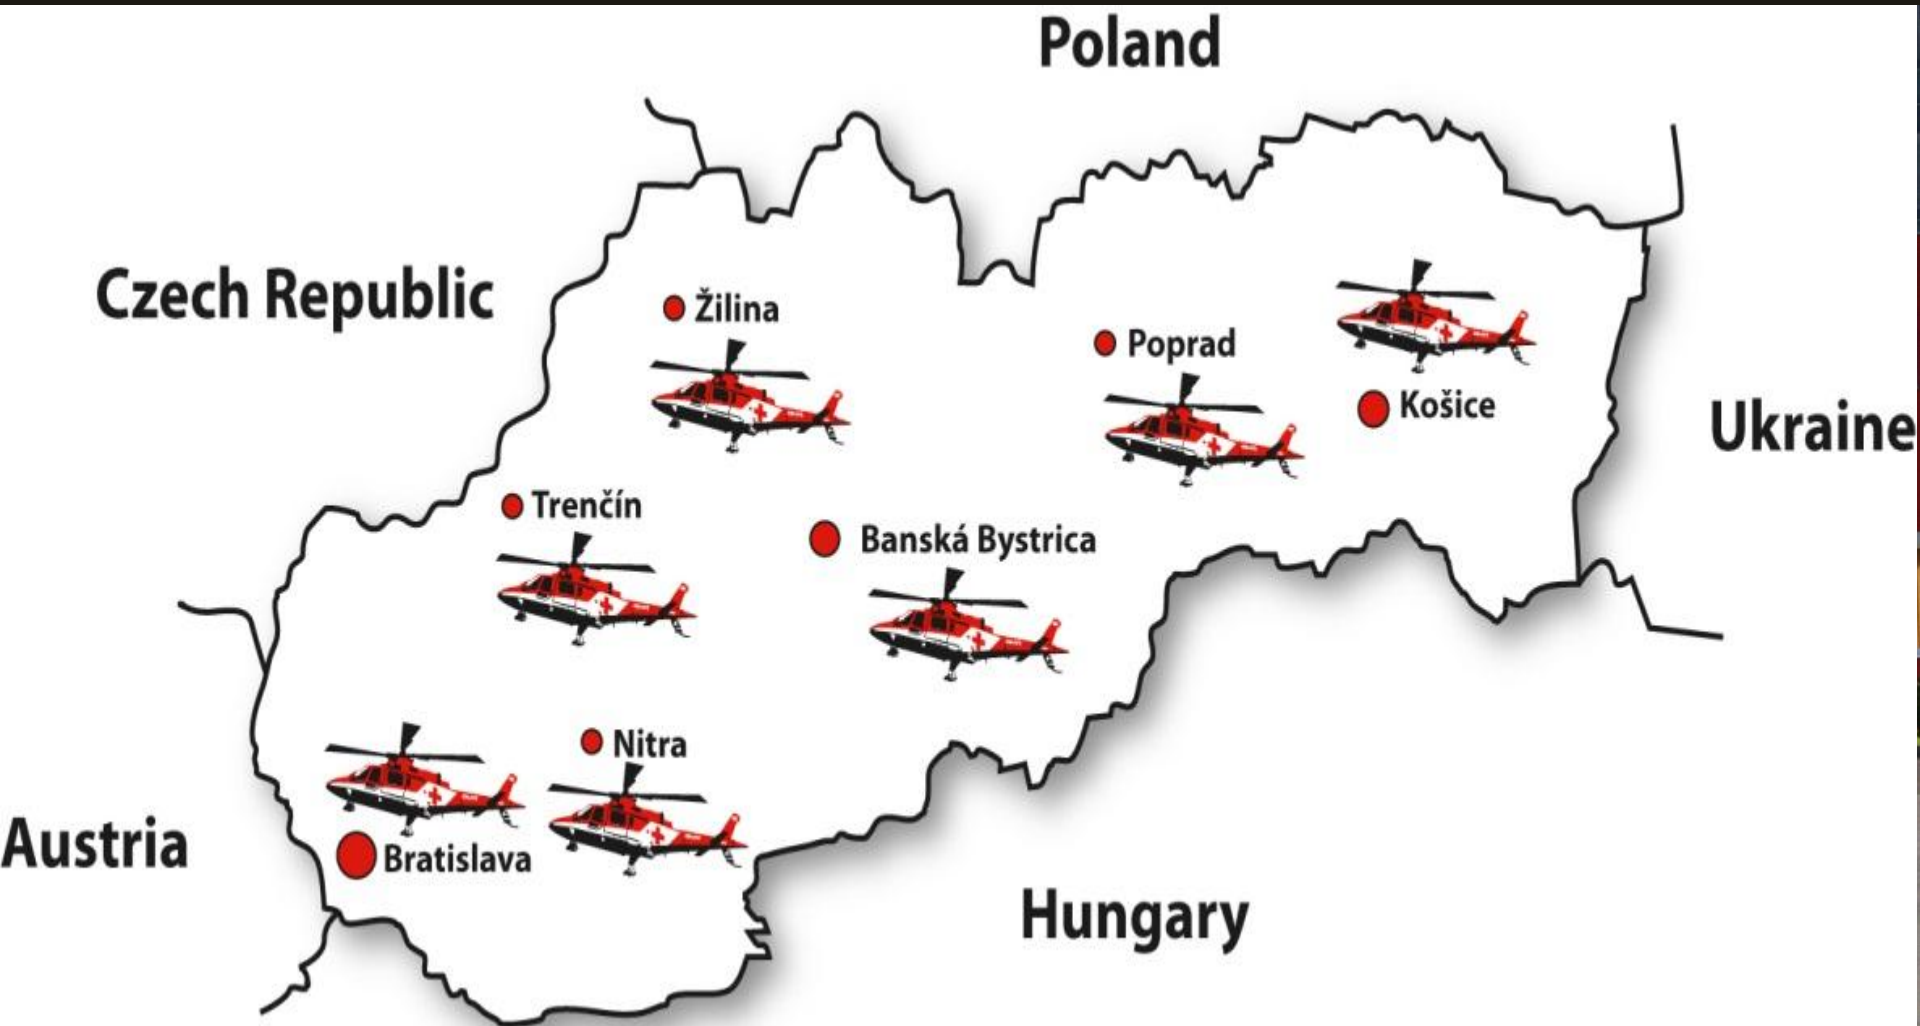 Poland
Czech Republic
Žilina
Poprad
Košice
Ukraine
Trenčín
Banská Bystrica
Nitra
Austria
Bratislava
Hungary